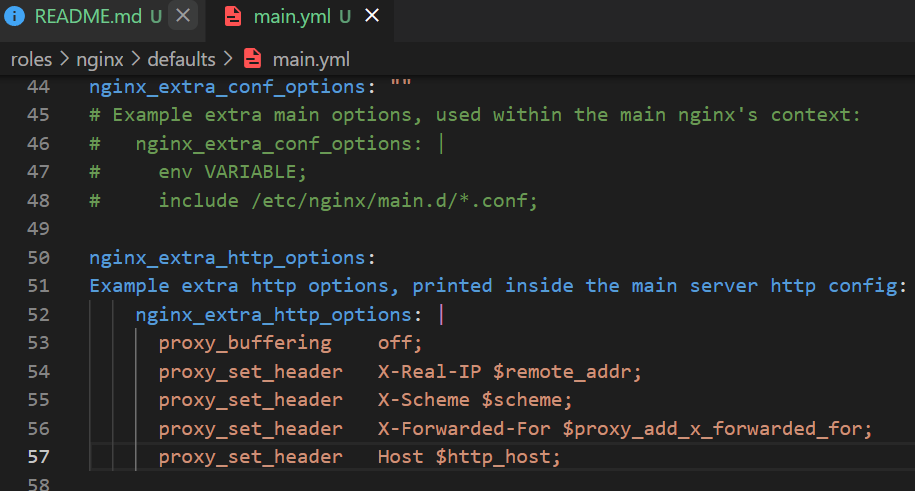 README.md U
main.yml U
roles > nginx > defaults > main.yml
44 nginx_extra_conf_options: ""
45 # Example extra main options, used within the main nginx's context:
46 #   nginx_extra_conf_options: |
47 #     env VARIABLE;
48 #     include /etc/nginx/main.d/*.conf;
49
50 nginx_extra_http_options:
51 Example extra http options, printed inside the main server http config:
52     nginx_extra_http_options: |
53       proxy_buffering    off;
54       proxy_set_header   X-Real-IP $remote_addr;
55       proxy_set_header   X-Scheme $scheme;
56       proxy_set_header   X-Forwarded-For $proxy_add_x_forwarded_for;
57       proxy_set_header   Host $http_host;
58